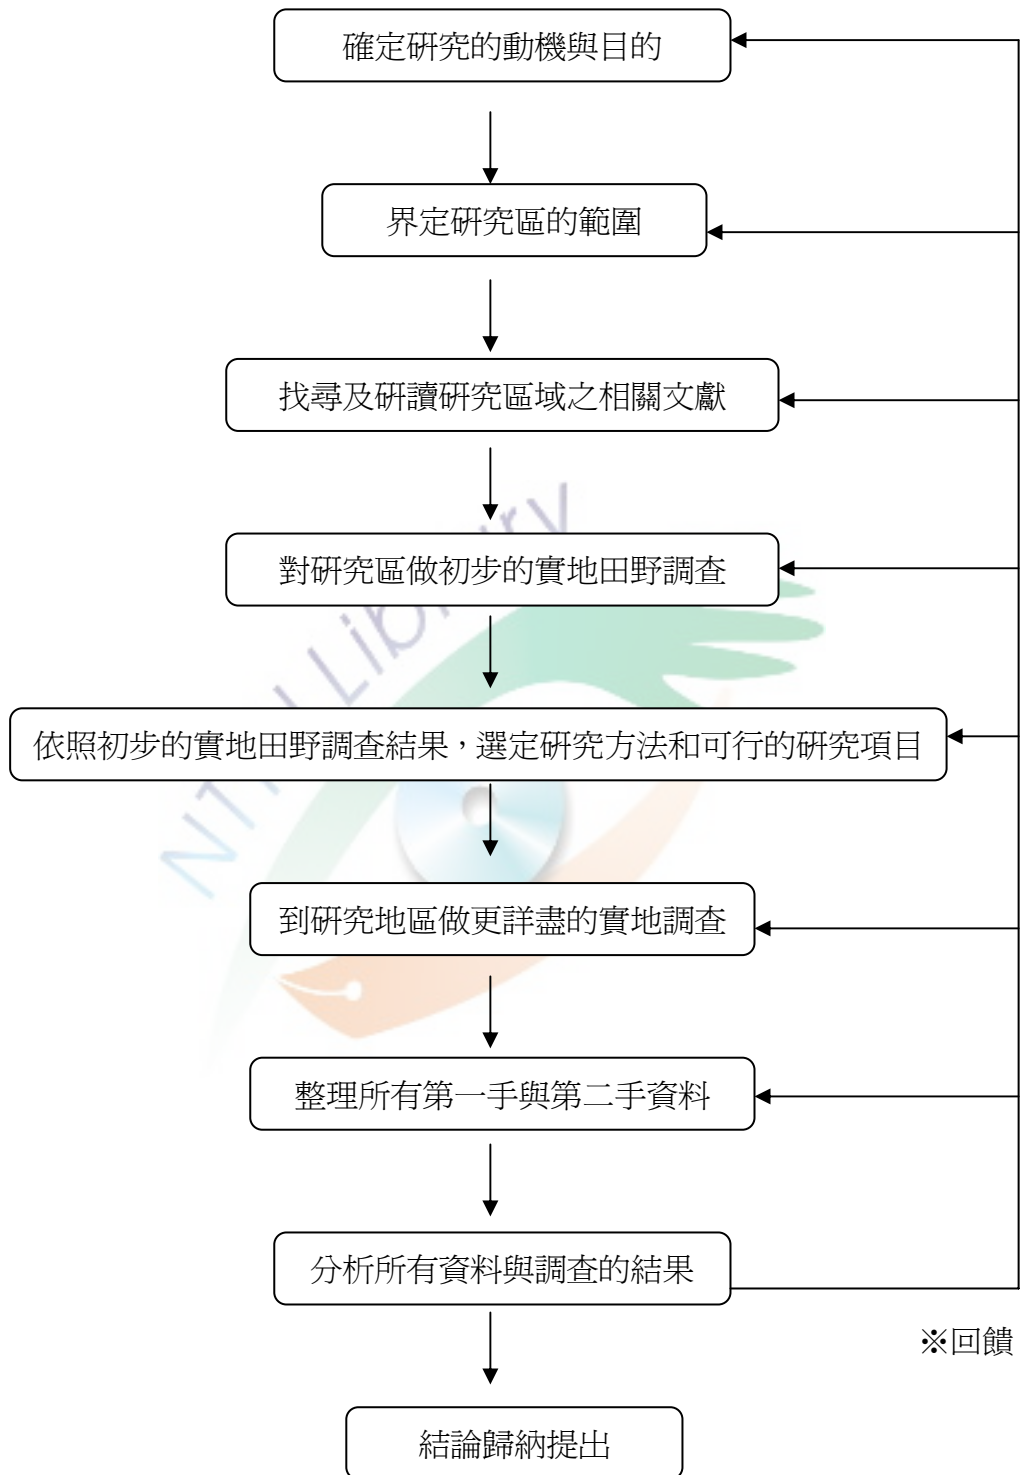 確定研究的動機與目的
界定研究區的範圍
找尋及研讀研究區域之相關文獻
對研究區做初步的實地田野調查
依照初步的實地田野調查結果，選定研究方法和可行的研究項目
到研究地區做更詳盡的實地調查
整理所有第一手與第二手資料
分析所有資料與調查的結果
※回饋
結論歸納提出